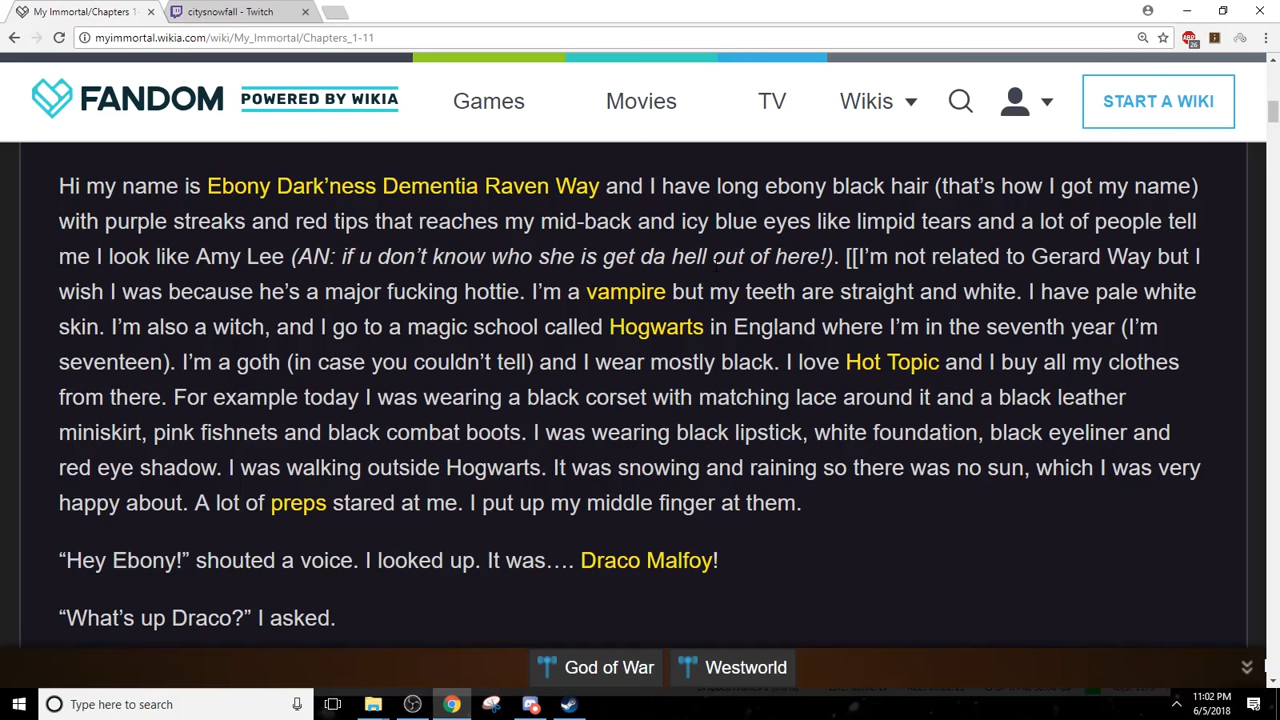 My Immortal/Chapters 1-
citysnowfall - Twitch
myimmortal.wikia.com/wiki/My_Immortal/Chapters_1-11
ABP
26
FANDOM POWERED BY WIKIA Games Movies TV Wikis START A WIKI
Hi my name is Ebony Dark’ness Dementia Raven Way and I have long ebony black hair (that’s how I got my name)
with purple streaks and red tips that reaches my mid-back and icy blue eyes like limpid tears and a lot of people tell
me I look like Amy Lee (AN: if u don’t know who she is get da hell out of here!). [[I’m not related to Gerard Way but I
wish I was because he’s a major fucking hottie. I’m a vampire but my teeth are straight and white. I have pale white
skin. I’m also a witch, and I go to a magic school called Hogwarts in England where I’m in the seventh year (I’m
seventeen). I’m a goth (in case you couldn’t tell) and I wear mostly black. I love Hot Topic and I buy all my clothes
from there. For example today I was wearing a black corset with matching lace around it and a black leather
miniskirt, pink fishnets and black combat boots. I was wearing black lipstick, white foundation, black eyeliner and
red eye shadow. I was walking outside Hogwarts. It was snowing and raining so there was no sun, which I was very
happy about. A lot of preps stared at me. I put up my middle finger at them.
“Hey Ebony!” shouted a voice. I looked up. It was…. Draco Malfoy!
“What’s up Draco?” I asked.
God of War Westworld
Type here to search
11:02 PM
6/5/2018